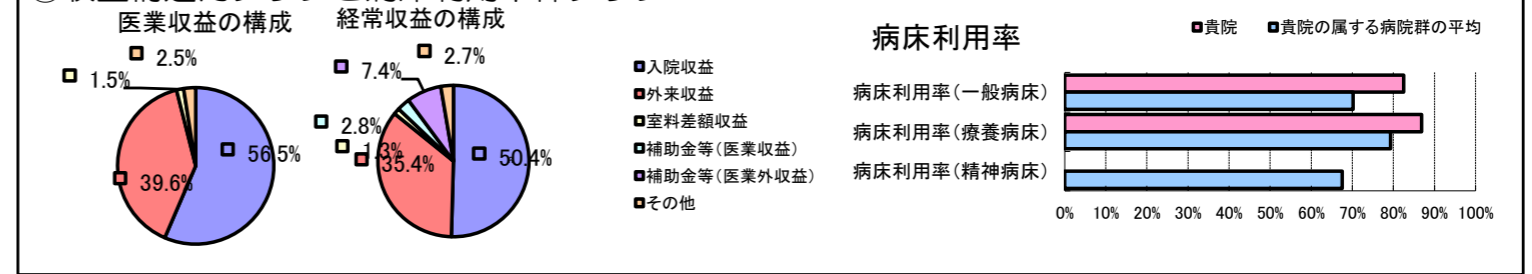 医業収益の構成
2.5%
1.5%
56.5%
39.6%
経常収益の構成
2.7%
7.4%
2.8%
1.3%
35.4%
50.4%
入院収益
外来収益
室料差額収益
補助金等(医業収益)
補助金等(医業外収益)
その他
病床利用率
貴院 貴院の属する病院群の平均
病床利用率(一般病床)
病床利用率(療養病床)
病床利用率(精神病床)
0% 10% 20% 30% 40% 50% 60% 70% 80% 90% 100%